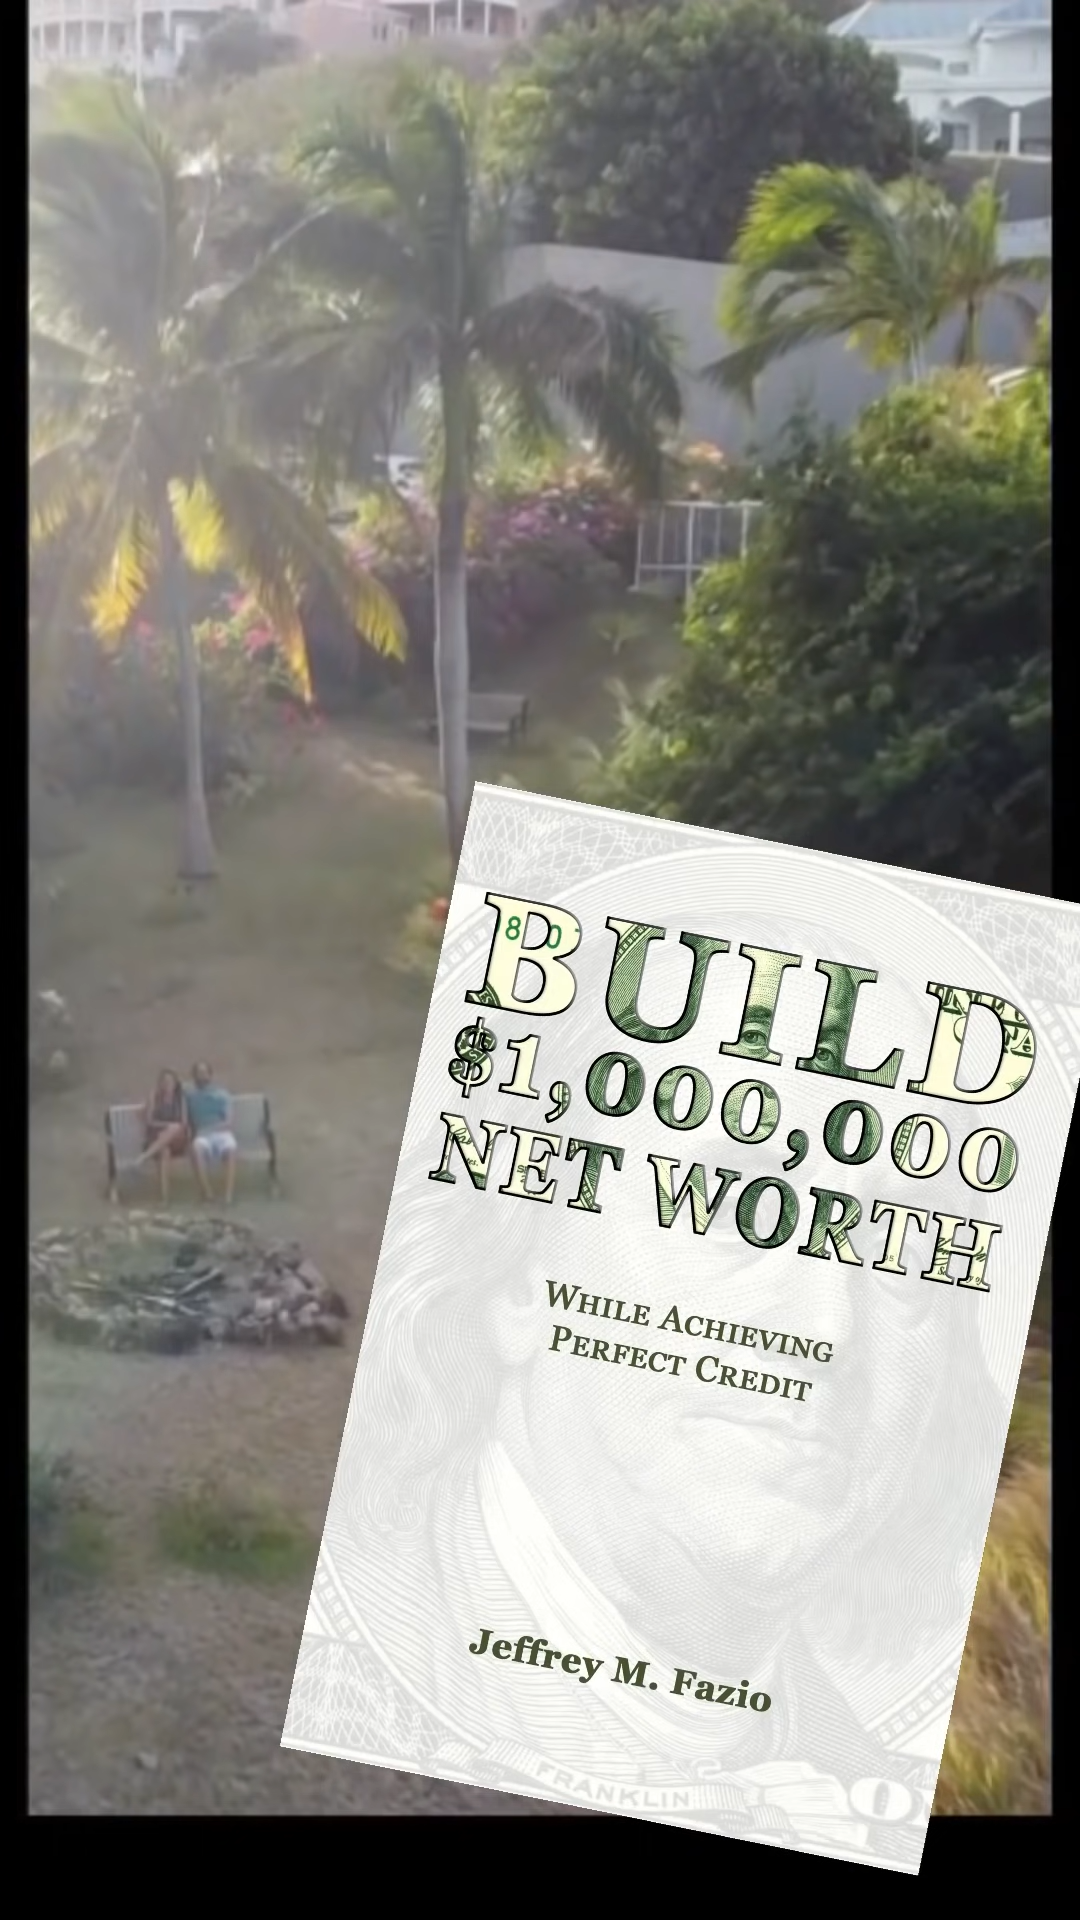 BUILD
$1,000,000
NET WORTH
WHILE ACHIEVING
PERFECT CREDIT
Jeffrey M. Fazio
FRANKLIN